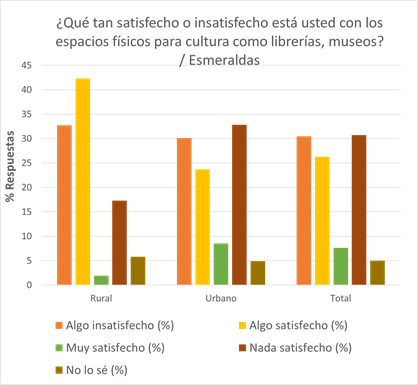 ¿Qué tan satisfecho o insatisfecho está usted con los
espacios físicos para cultura como librerías, museos?
/ Esmeraldas
% Respuestas
45
40
35
30
25
20
15
10
5
0
Rural
Urbano
Total
Algo insatisfecho (%)
Algo satisfecho (%)
Muy satisfecho (%)
Nada satisfecho (%)
No lo sé (%)